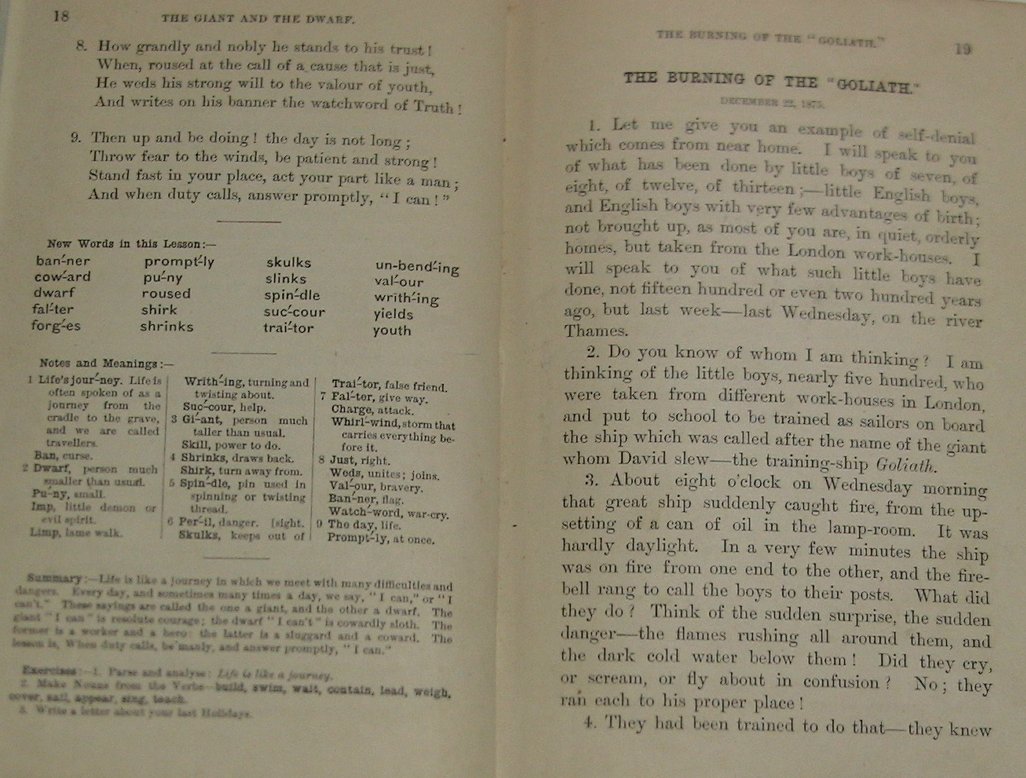 18
THE GIANT AND THE DWARF.
8. How grandly and nobly he stands to his trust!
When, roused at the call of a cause that is just,
He weds his strong will to the valour of youth,
And writes on his banner the watchword of Truth!
9. Then up and be doing! the day is not long;
Throw fear to the winds, be patient and strong!
Stand fast in your place, act your part like a man;
And when duty calls, answer promptly, "I can!"
New Words in this Lesson:—
ban´-ner prompt´-ly skulks un-bend´-ing
cow´-ard pu´-ny slinks val´-our
dwarf roused spin´-dle writh´-ing
fal´-ter shirk suc´-cour yields
forg´-es shrinks trai´-tor youth
Notes and Meanings:—
1 Life's jour´-ney. Life is
often spoken of as a
journey from the
cradle to the grave,
and we are called
travellers.
Ban, curse.
2 Dwarf, person much
smaller than usual.
Pu´-ny, small.
Imp, little demon or
evil spirit.
Limp, lame walk.
Writh´-ing, turning and
twisting about.
Suc´-cour, help.
3 Gi´-ant, person much
taller than usual.
Skill, power to do.
4 Shrinks, draws back.
Shirk, turn away from.
5 Spin´-dle, pin used in
spinning or twisting
thread.
6 Per´-il, danger. [sight.
Skulks, keeps out of
Trai´-tor, false friend.
7 Fal´-ter, give way.
Charge, attack.
Whirl´-wind, storm that
carries everything be-
fore it.
8 Just, right.
Weds, unites; joins.
Val´-our, bravery.
Ban´-ner, flag.
Watch´-word, war-cry.
9 The day, life.
Prompt´-ly, at once.
Summary:—Life is like a journey in which we meet with many difficulties and
dangers. Every day, and sometimes many times a day, we say, "I can," or "I
can't." These sayings are called the one a giant, and the other a dwarf. The
giant "I can" is resolute courage; the dwarf "I can't" is cowardly sloth. The
former is a worker and a hero: the latter is a sluggard and a coward. The
lesson is, When duty calls, be manly, and answer promptly, "I can."
Exercises:—1. Parse and analyse: Life is like a journey.
2. Make Nouns from the Verbs—build, swim, wait, contain, lead, weigh,
cover, sail, appear, sing, teach.
3. Write a letter about your last Holidays.
THE BURNING OF THE "GOLIATH."
19
THE BURNING OF THE "GOLIATH."
DECEMBER 22, 1875.
1. Let me give you an example of self-denial
which comes from near home. I will speak to you
of what has been done by little boys of seven, of
eight, of twelve, of thirteen;—little English boys,
and English boys with very few advantages of birth;
not brought up, as most of you are, in quiet, orderly
homes, but taken from the London work-houses. I
will speak to you of what such little boys have
done, not fifteen hundred or even two hundred years
ago, but last week—last Wednesday, on the river
Thames.
2. Do you know of whom I am thinking? I am
thinking of the little boys, nearly five hundred, who
were taken from different work-houses in London,
and put to school to be trained as sailors on board
the ship which was called after the name of the giant
whom David slew—the training-ship Goliath.
3. About eight o'clock on Wednesday morning
that great ship suddenly caught fire, from the up-
setting of a can of oil in the lamp-room. It was
hardly daylight. In a very few minutes the ship
was on fire from one end to the other, and the fire-
bell rang to call the boys to their posts. What did
they do? Think of the sudden surprise, the sudden
danger—the flames rushing all around them, and
the dark cold water below them! Did they cry,
or scream, or fly about in confusion? No; they
ran each to his proper place!
4. They had been trained to do that—they knew